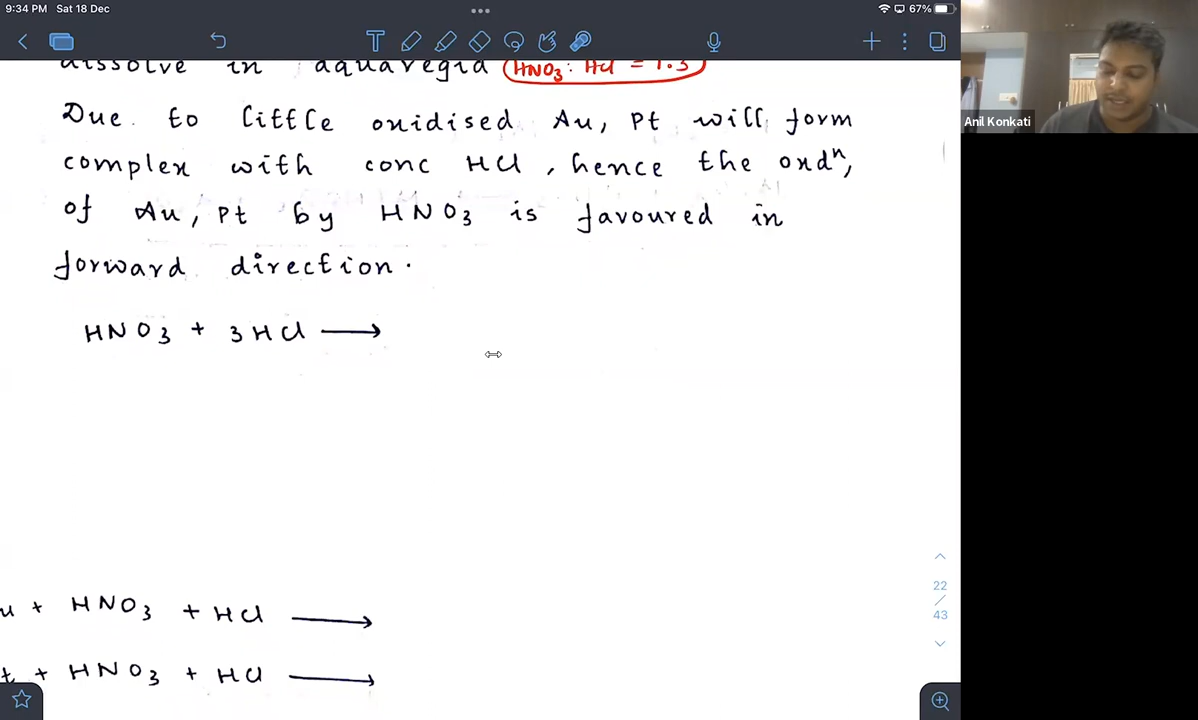 9:34 PM Sat 18 Dec
67%
dissolve in aquaregia (HNO3: HCl = 1:3)
Due to little oxidised Au, Pt will form
complex with conc HCl, hence the oxdn,
of Au, Pt by HNO3 is favoured in
forward direction.
HNO3 + 3HCl ⟶
+ HNO3 + HCl ⟶
+ HNO3 + HCl ⟶
22
/
43
Anil Konkati